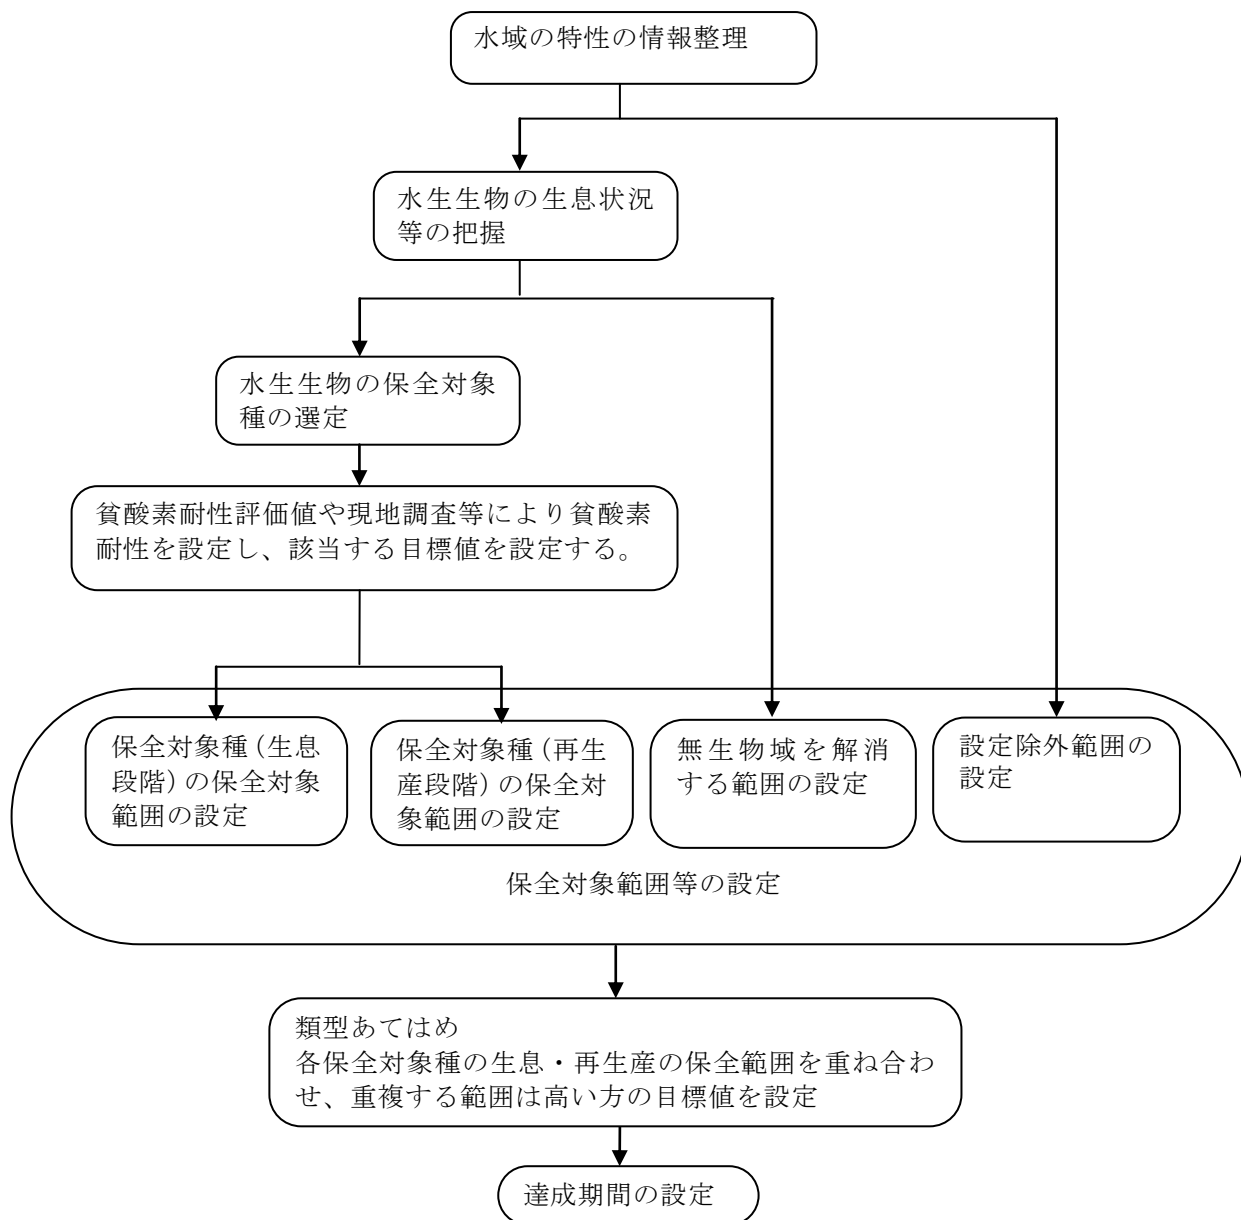 水域の特性の情報整理
水生生物の生息状況
等の把握
水生生物の保全対象
種の選定
貧酸素耐性評価値や現地調査等により貧酸素
耐性を設定し、該当する目標値を設定する。
保全対象種(生息
段階)の保全対象
範囲の設定
保全対象種(再生
産段階)の保全対
象範囲の設定
無生物域を解消
する範囲の設定
設定除外範囲の
設定
保全対象範囲等の設定
類型あてはめ
各保全対象種の生息・再生産の保全範囲を重ね合わ
せ、重複する範囲は高い方の目標値を設定
達成期間の設定